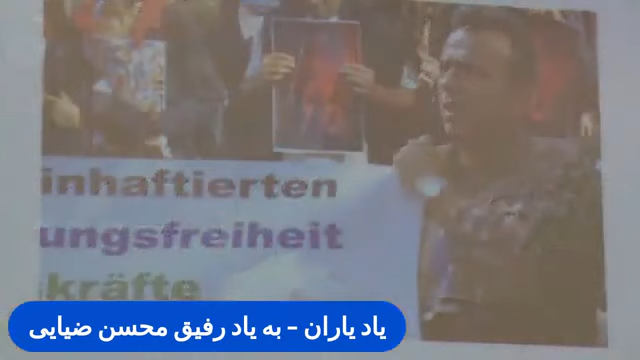 inhaftierten
ungsfreiheit
kräfte
یاد یاران - به یاد رفیق محسن ضیایی